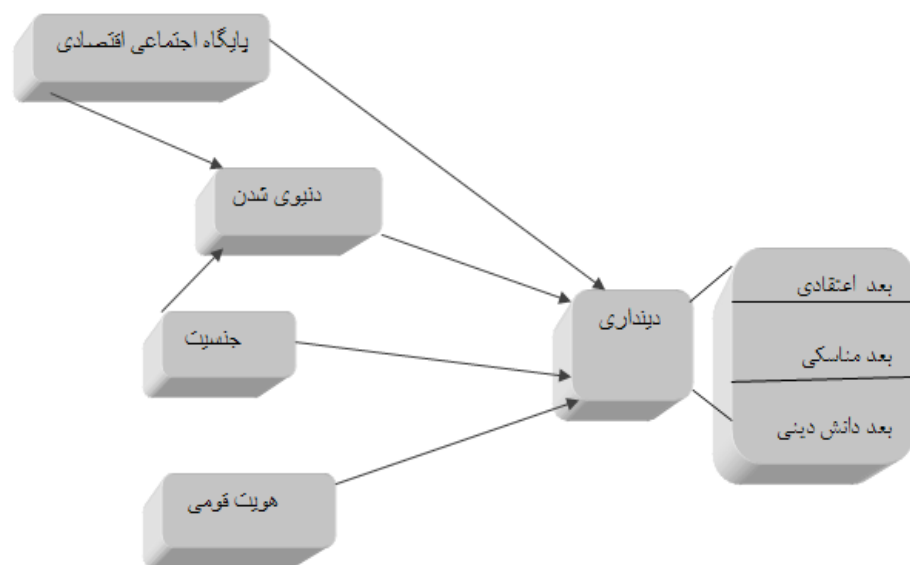 پایگاه اجتماعی اقتصادی
دنیوی شدن
جنسیت
هویت قومی
دینداری
بعد اعتقادی
بعد مناسکی
بعد دانش دینی